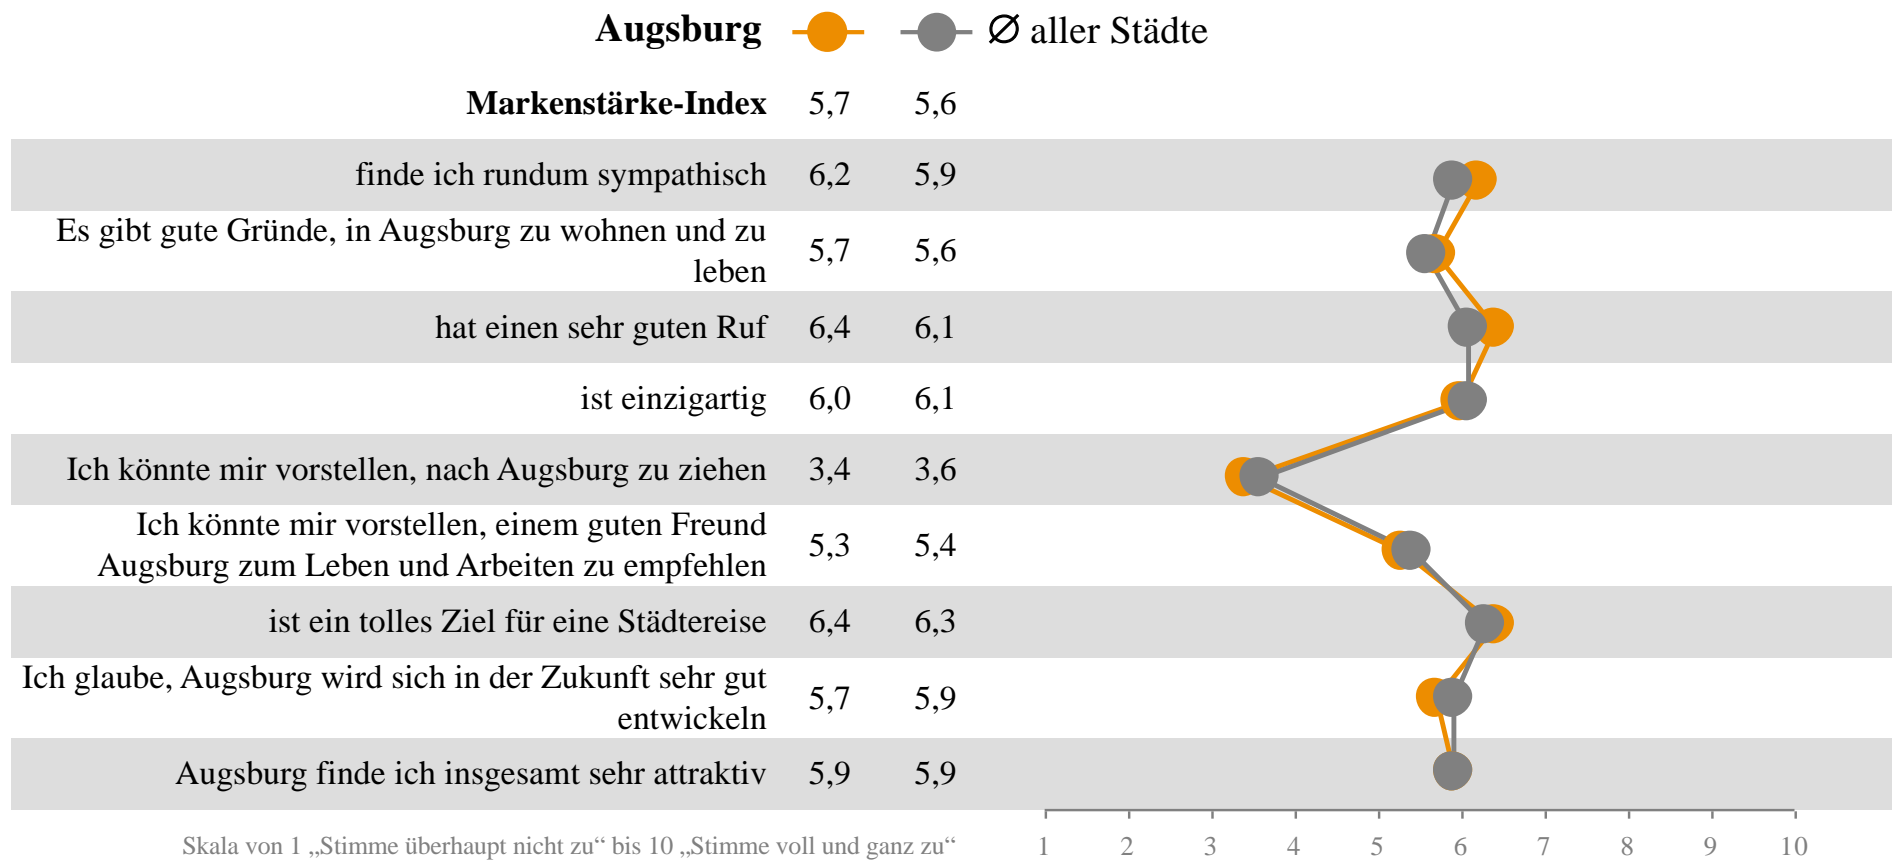 Augsburg Ø aller Städte
Markenstärke-Index 5,7 5,6
finde ich rundum sympathisch 6,2 5,9
Es gibt gute Gründe, in Augsburg zu wohnen und zu
leben 5,7 5,6
hat einen sehr guten Ruf 6,4 6,1
ist einzigartig 6,0 6,1
Ich könnte mir vorstellen, nach Augsburg zu ziehen 3,4 3,6
Ich könnte mir vorstellen, einem guten Freund
Augsburg zum Leben und Arbeiten zu empfehlen 5,3 5,4
ist ein tolles Ziel für eine Städtereise 6,4 6,3
Ich glaube, Augsburg wird sich in der Zukunft sehr gut
entwickeln 5,7 5,9
Augsburg finde ich insgesamt sehr attraktiv 5,9 5,9
Skala von 1 „Stimme überhaupt nicht zu“ bis 10 „Stimme voll und ganz zu“ 1 2 3 4 5 6 7 8 9 10